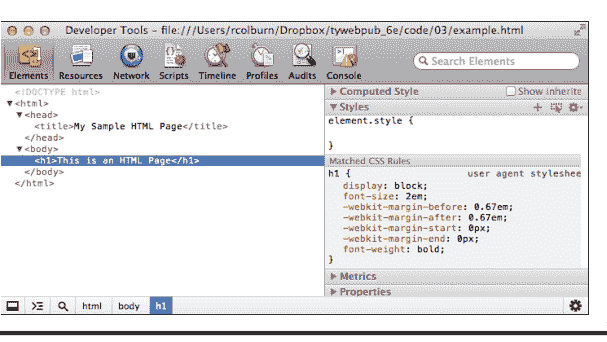 Developer Tools - file:///Users/rcolburn/Dropbox/tywebpub_6e/code/03/example.html
Elements Resources Network Scripts Timeline Profiles Audits Console
Search Elements
<!DOCTYPE html>
▼<html>
▼<head>
<title>My Sample HTML Page</title>
</head>
▼<body>
<h1>This is an HTML Page</h1>
</body>
</html>
▶ Computed Style Show inherite
▼ Styles
element.style {
}
Matched CSS Rules
h1 { user agent styleshee
display: block;
font-size: 2em;
-webkit-margin-before: 0.67em;
-webkit-margin-after: 0.67em;
-webkit-margin-start: 0px;
-webkit-margin-end: 0px;
font-weight: bold;
}
▶ Metrics
▶ Properties
html body h1